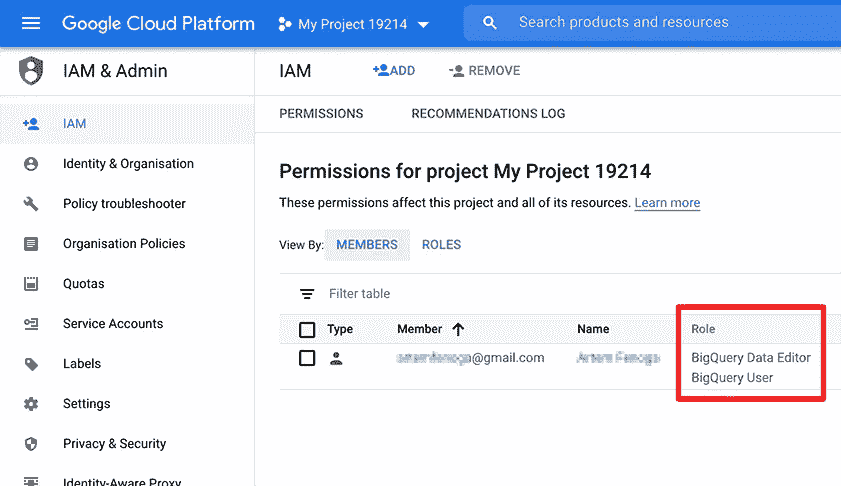 Google Cloud Platform
My Project 19214
Search products and resources
IAM & Admin
IAM
ADD
REMOVE
IAM
Identity & Organisation
Policy troubleshooter
Organisation Policies
Quotas
Service Accounts
Labels
Settings
Privacy & Security
Identity-Aware Proxy
PERMISSIONS
RECOMMENDATIONS LOG
Permissions for project My Project 19214
These permissions affect this project and all of its resources. Learn more
View By: MEMBERS ROLES
Filter table
Type Member Name Role
@gmail.com BigQuery Data Editor
BigQuery User